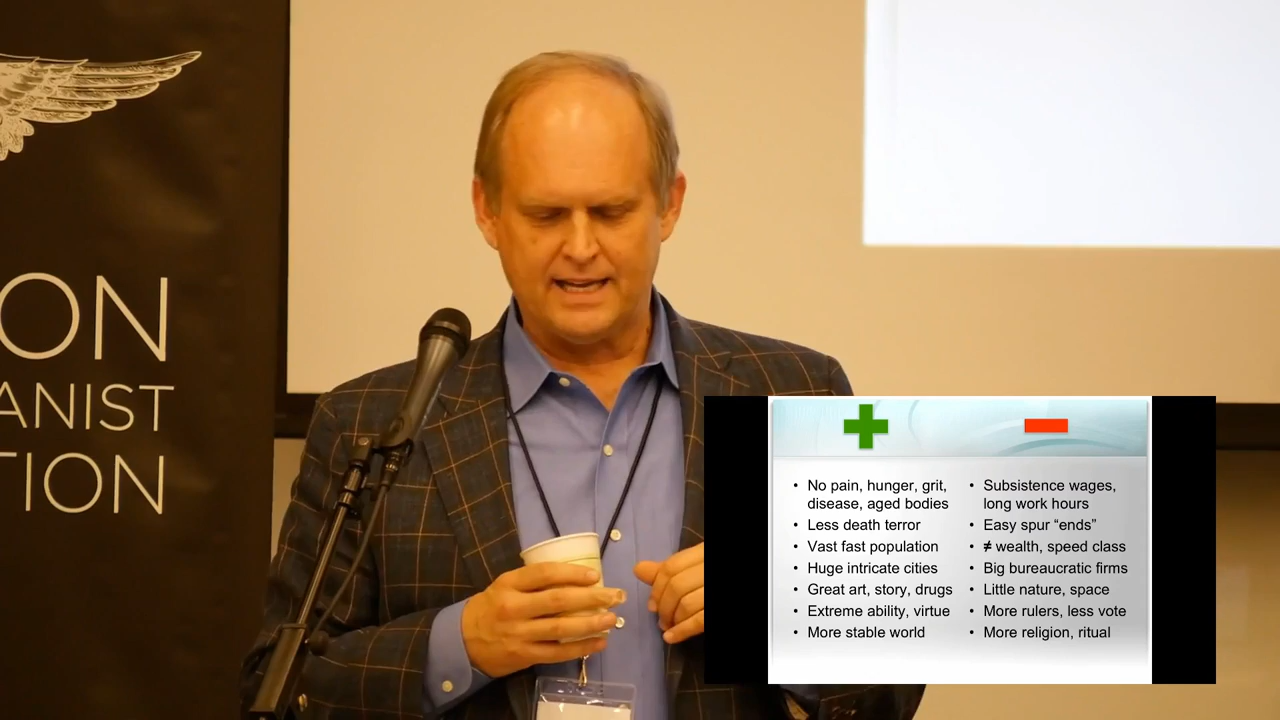 ON
ANIST
TION
No pain, hunger, grit,
disease, aged bodies
Less death terror
Vast fast population
Huge intricate cities
Great art, story, drugs
Extreme ability, virtue
More stable world
Subsistence wages,
long work hours
Easy spur “ends”
≠ wealth, speed class
Big bureaucratic firms
Little nature, space
More rulers, less vote
More religion, ritual